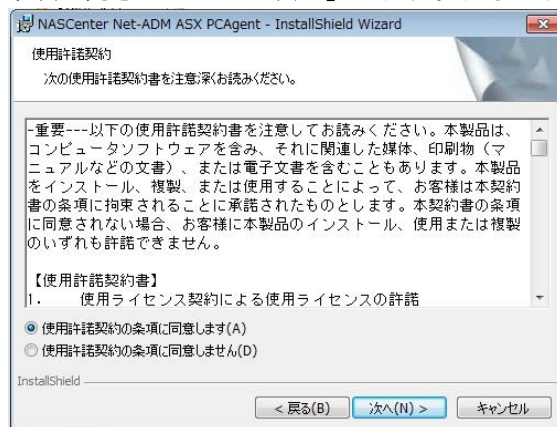 NASCenter Net-ADM ASX PCAgent - InstallShield Wizard
使用許諾契約
次の使用許諾契約書を注意深くお読みください。
-重要---以下の使用許諾契約書を注意してお読みください。本製品は、
コンピュータソフトウェアを含み、それに関連した媒体、印刷物（マ
ニュアルなどの文書）、または電子文書を含むこともあります。本製品
をインストール、複製、または使用することによって、お客様は本契約
書の条項に拘束されることに承諾されたものとします。本契約書の条項
に同意されない場合、お客様に本製品のインストール、使用または複製
のいずれも許諾できません。
【使用許諾契約書】
1. 使用ライセンス契約による使用ライセンスの許諾
使用許諾契約の条項に同意します(A)
使用許諾契約の条項に同意しません(D)
InstallShield
< 戻る(B) 次へ(N) > キャンセル